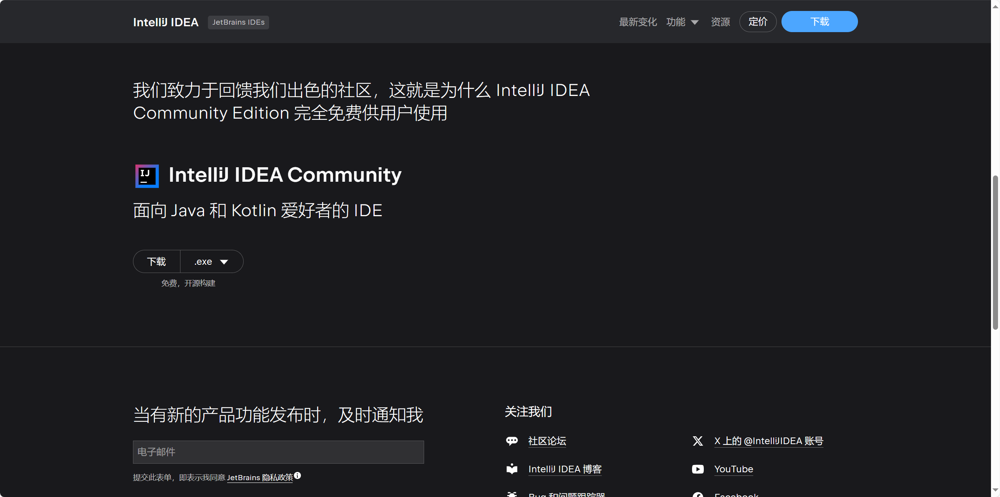 IntelliJ IDEA JetBrains IDEs 最新变化 功能 资源 定价 下载
我们致力于回馈我们出色的社区，这就是为什么 IntelliJ IDEA
Community Edition 完全免费供用户使用
IJ IntelliJ IDEA Community
面向 Java 和 Kotlin 爱好者的 IDE
下载 .exe
免费，开源构建
当有新的产品功能发布时，及时通知我
电子邮件
提交此表单，即表示我同意 JetBrains 隐私政策
关注我们
社区论坛 X 上的 @IntelliJIDEA 账号
IntelliJ IDEA 博客 YouTube
Bug 和问题跟踪器 Facebook